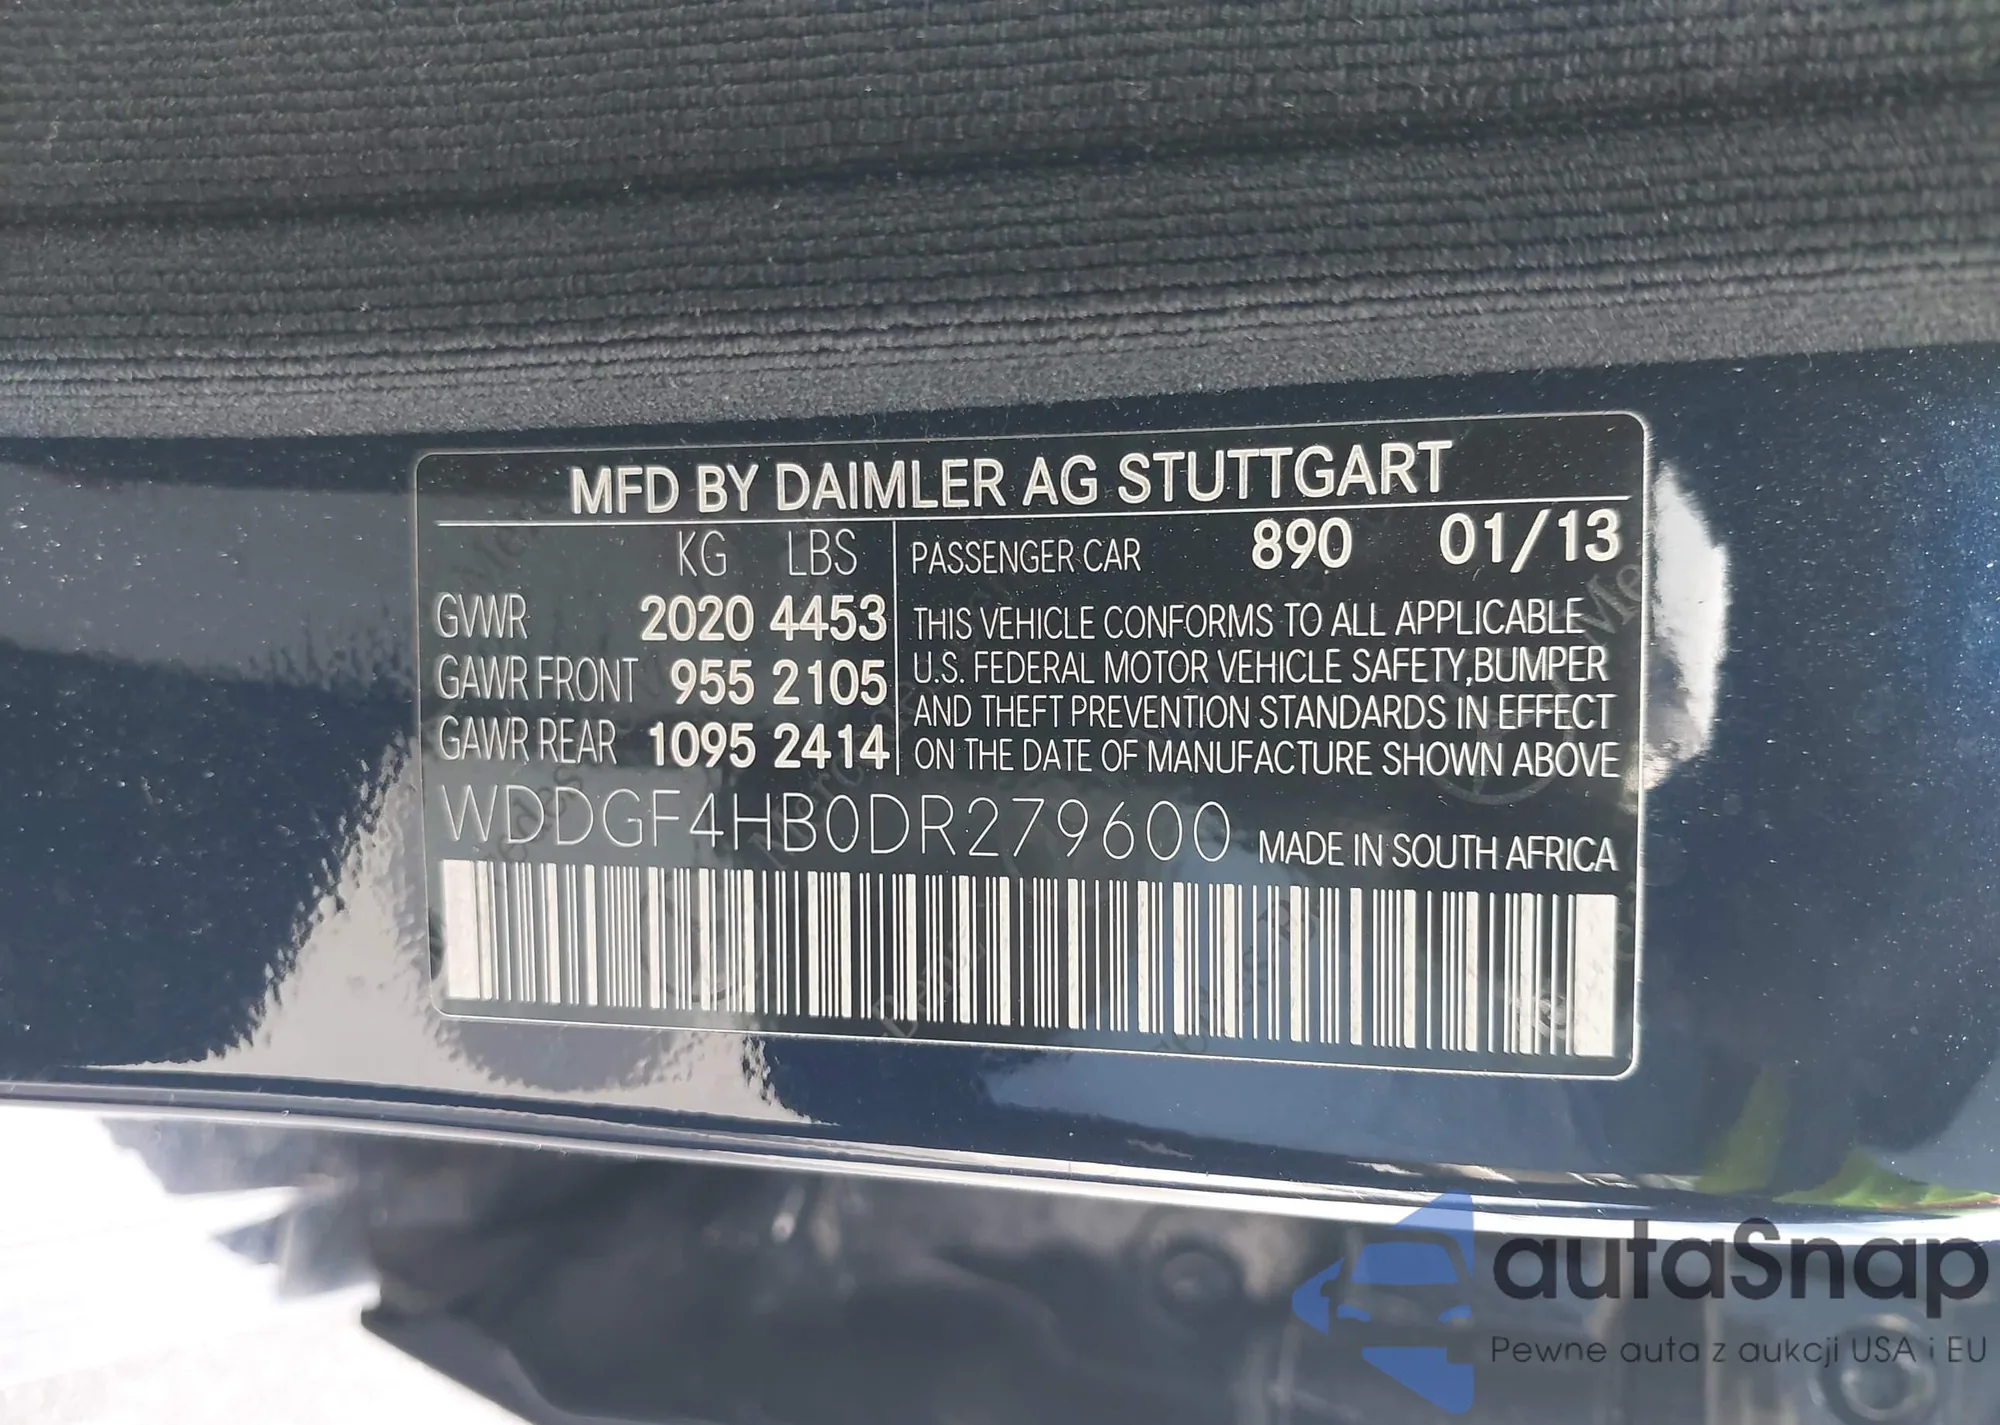 MFD BY DAIMLER AG STUTTGART
KG LBS
GVWR 2020 4453
GAWR FRONT 955 2105
GAWR REAR 1095 2414
PASSENGER CAR 890 01/13
THIS VEHICLE CONFORMS TO ALL APPLICABLE
U.S. FEDERAL MOTOR VEHICLE SAFETY,BUMPER
AND THEFT PREVENTION STANDARDS IN EFFECT
ON THE DATE OF MANUFACTURE SHOWN ABOVE
WDDGF4HB0DR279600 MADE IN SOUTH AFRICA
autaSnap
Pewne auta z aukcji USA i EU